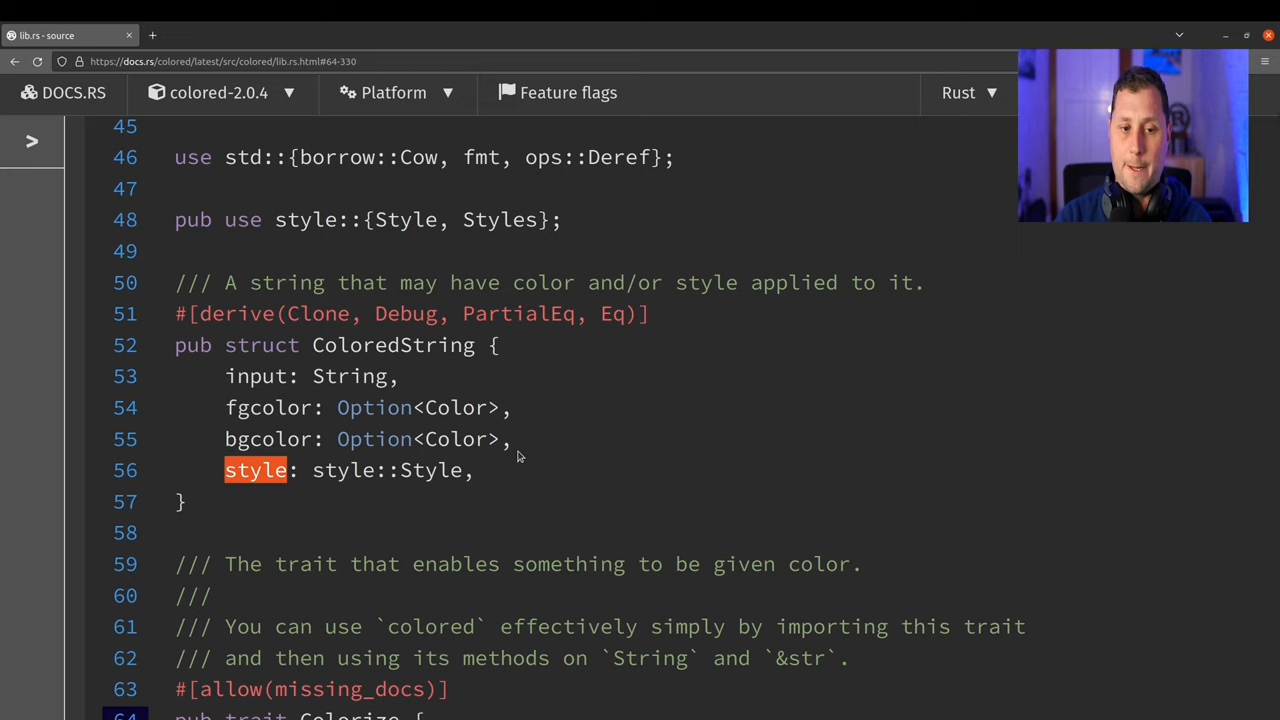 lib.rs - source
https://docs.rs/colored/latest/src/colored/lib.rs.html#64-330
DOCS.RS colored-2.0.4 ▼ Platform ▼ Feature flags Rust ▼
45
46 use std::{borrow::Cow, fmt, ops::Deref};
47
48 pub use style::{Style, Styles};
49
50 /// A string that may have color and/or style applied to it.
51 #[derive(Clone, Debug, PartialEq, Eq)]
52 pub struct ColoredString {
53 input: String,
54 fgcolor: Option<Color>,
55 bgcolor: Option<Color>,
56 style: style::Style,
57 }
58
59 /// The trait that enables something to be given color.
60 ///
61 /// You can use `colored` effectively simply by importing this trait
62 /// and then using its methods on `String` and `&str`.
63 #[allow(missing_docs)]
64 pub trait Colorize {